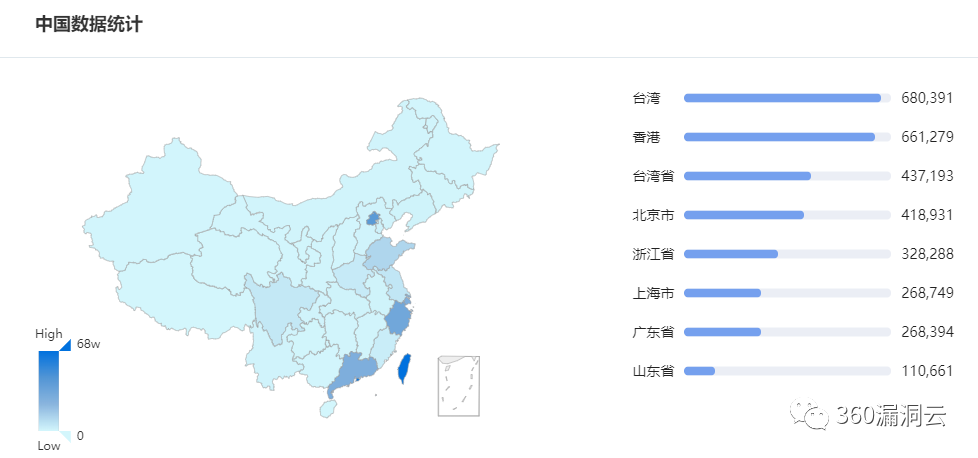 中国数据统计
台湾 680,391
香港 661,279
台湾省 437,193
北京市 418,931
浙江省 328,288
上海市 268,749
广东省 268,394
山东省 110,661
High
68w
0
Low
360漏洞云